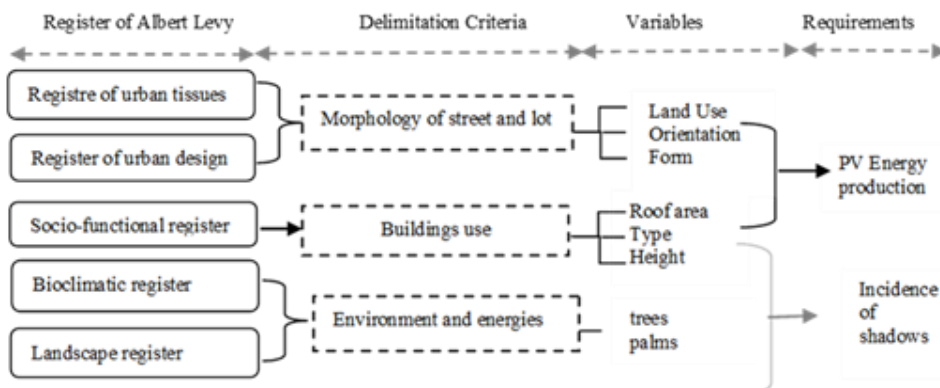 Register of Albert Levy
Delimitation Criteria
Variables
Requirements
Registre of urban tissues
Register of urban design
Socio-functional register
Bioclimatic register
Landscape register
Morphology of street and lot
Buildings use
Environment and energies
Land Use
Orientation
Form
Roof area
Type
Height
trees
palms
PV Energy
production
Incidence
of
shadows